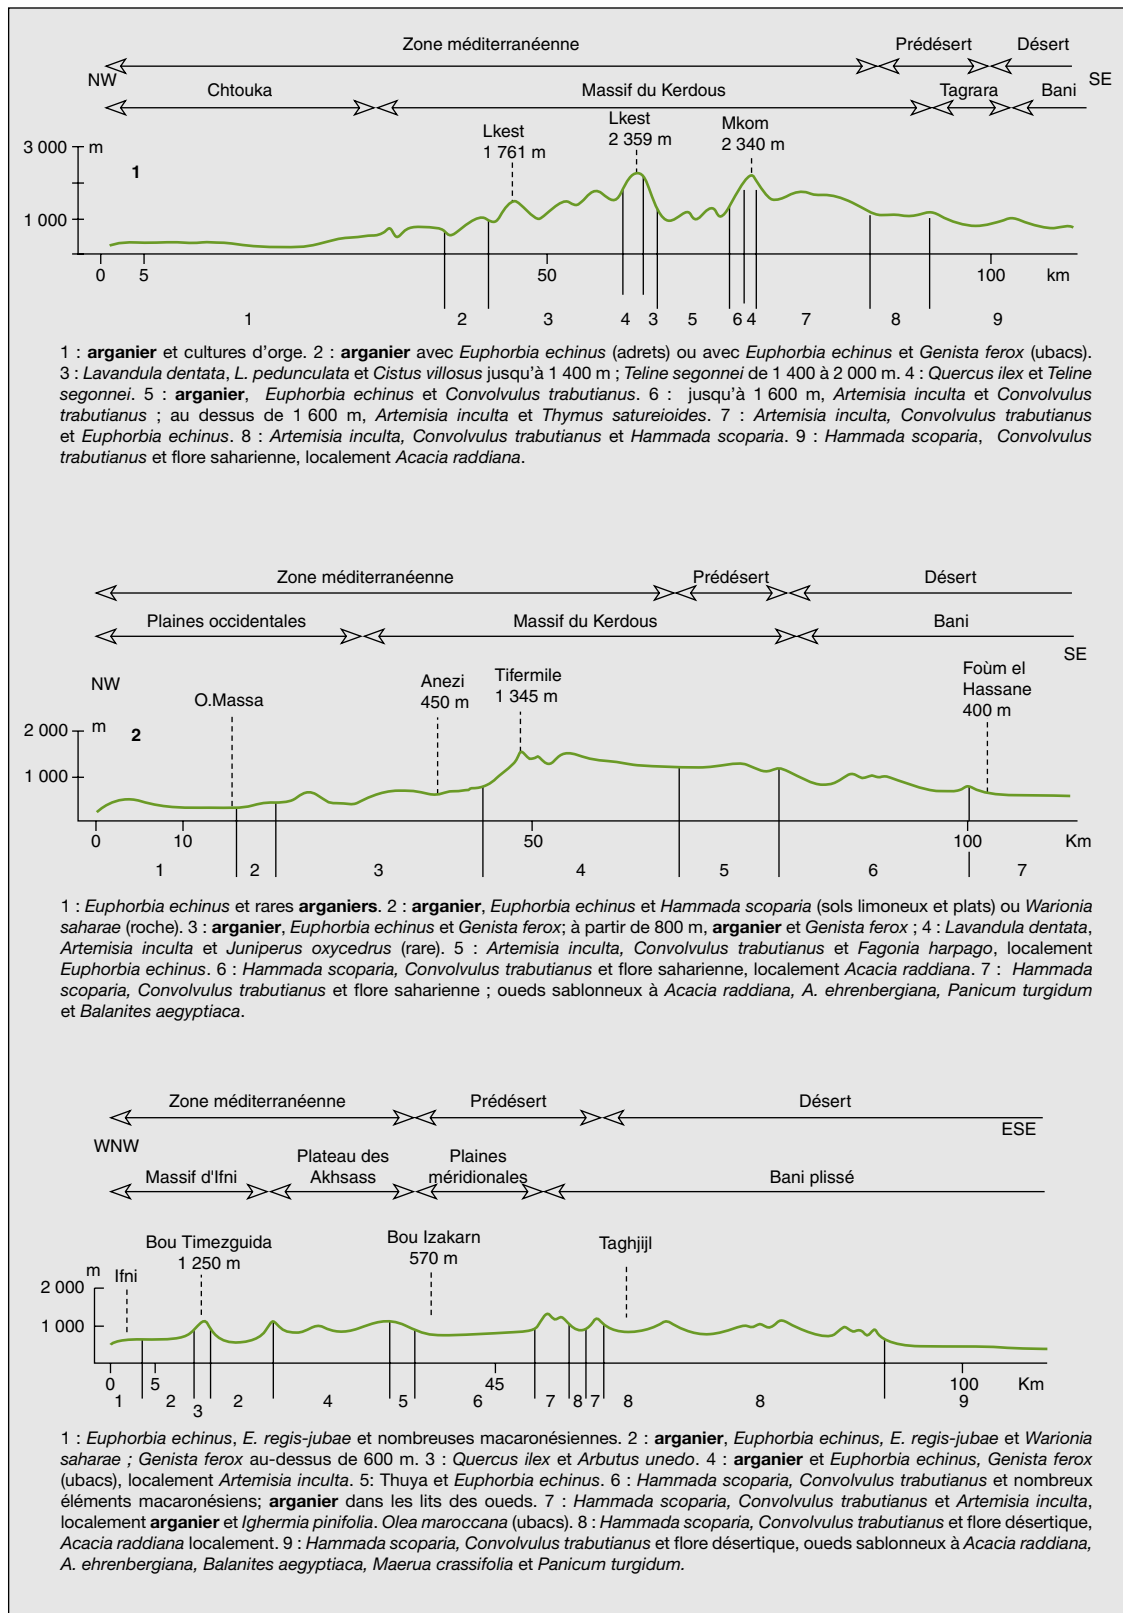 Zone méditerranéenne Prédésert Désert
NW SE
Chtouka Massif du Kerdous Tagrara Bani
Lkest
1 761 m
Lkest
2 359 m
Mkom
2 340 m
3 000 m
1
1 000
0 5 50 100 km
1 2 3 4 3 5 6 4 7 8 9
1 : arganier et cultures d'orge. 2 : arganier avec Euphorbia echinus (adrets) ou avec Euphorbia echinus et Genista ferox (ubacs).
3 : Lavandula dentata, L. pedunculata et Cistus villosus jusqu'à 1 400 m ; Teline segonnei de 1 400 à 2 000 m. 4 : Quercus ilex et Teline
segonnei. 5 : arganier, Euphorbia echinus et Convolvutus trabutianus. 6 : jusqu'à 1 600 m, Artemisia inculta et Convolvus
trabutianus ; au dessus de 1 600 m, Artemisia inculta et Thymus satureioides. 7 : Artemisia inculta, Convolvulus trabutianus
et Euphorbia echinus. 8 : Artemisia inculta, Convolvulus trabutianus et Hammada scoparia. 9 : Hammada scoparia, Convolvulus
trabutianus et flore saharienne, localement Acacia raddiana.
Zone méditerranéenne Prédésert Désert
Plaines occidentales Massif du Kerdous Bani
SE
NW
O.Massa
Anezi
450 m
Tifermile
1 345 m
Foùm el
Hassane
400 m
2 000 m
2
1 000
0 10 50 100 Km
1 2 3 4 5 6 7
1 : Euphorbia echinus et rares arganiers. 2 : arganier, Euphorbia echinus et Hammada scoparia (sols limoneux et plats) ou Warionia
saharae (roche). 3 : arganier, Euphorbia echinus et Genista ferox; à partir de 800 m, arganier et Genista ferox ; 4 : Lavandula dentata,
Artemisia inculta et Juniperus oxycedrus (rare). 5 : Artemisia inculta, Convolvulus trabutianus et Fagonia harpago, localement
Euphorbia echinus. 6 : Hammada scoparia, Convolvulus trabutianus et flore saharienne, localement Acacia raddiana. 7 : Hammada
scoparia, Convolvulus trabutianus et flore saharienne ; oueds sablonneux à Acacia raddiana, A. ehrenbergiana, Panicum turgidum
et Balanites aegyptiaca.
Zone méditerranéenne Prédésert Désert
WNW ESE
Massif d'Ifni
Plateau des
Akhsass
Plaines
méridionales
Bani plissé
Ifni
Bou Timezguida
1 250 m
Bou Izakarn
570 m
Taghjijl
m
2 000
1 000
0 5 45 100 Km
1 2 3 2 4 5 6 7 8 7 8 8 9
1 : Euphorbia echinus, E. regis-jubae et nombreuses macaronésiennes. 2 : arganier, Euphorbia echinus, E. regis-jubae et Warionia
saharae ; Genista ferox au-dessus de 600 m. 3 : Quercus ilex et Arbutus unedo. 4 : arganier et Euphorbia echinus, Genista ferox
(ubacs), localement Artemisia inculta. 5: Thuya et Euphorbia echinus. 6 : Hammada scoparia, Convolvulus trabutianus et nombreux
éléments macaronésiens; arganier dans les lits des oueds. 7 : Hammada scoparia, Convolvulus trabutianus et Artemisia inculta,
localement arganier et Ighermia pinifolia. Olea maroccana (ubacs). 8 : Hammada scoparia, Convolvulus trabutianus et flore désertique,
Acacia raddiana localement. 9 : Hammada scoparia, Convolvulus trabutianus et flore désertique, oueds sablonneux à Acacia raddiana,
A. ehrenbergiana, Balanites aegyptiaca, Maerua crassifolia et Panicum turgidum.